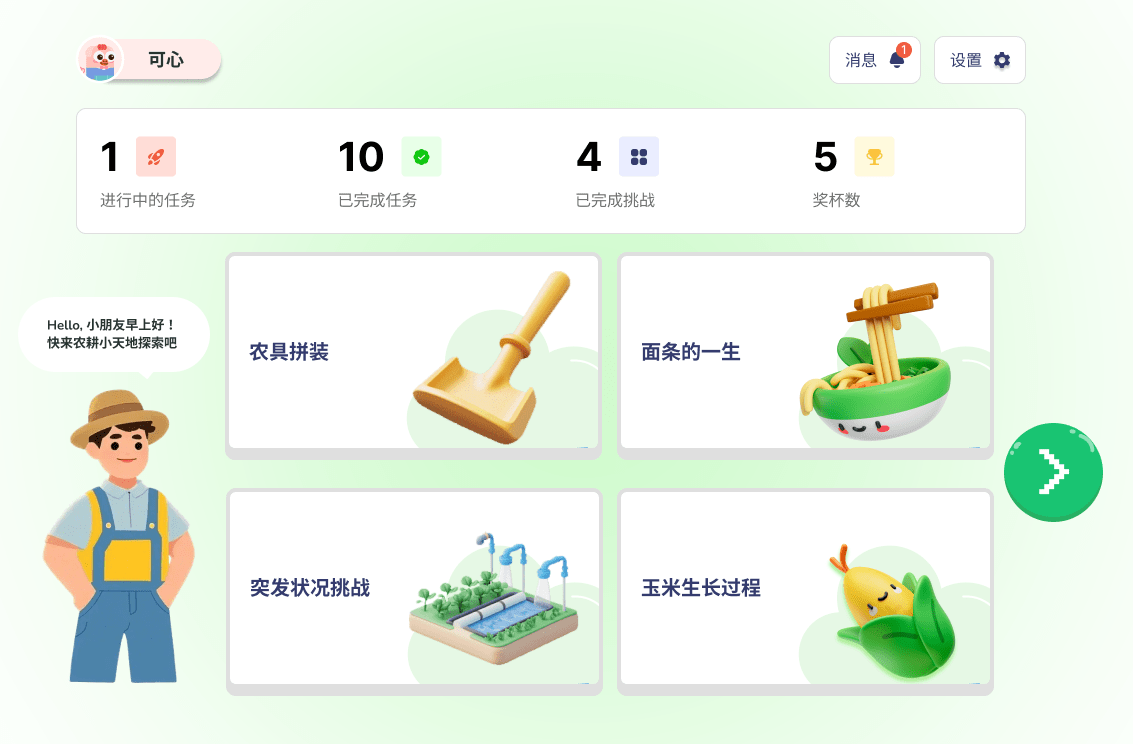 可心
消息 1
设置
1
进行中的任务
10
已完成任务
4
已完成挑战
5
奖杯数
Hello, 小朋友早上好！
快来农耕小天地探索吧
农具拼装
面条的一生
突发状况挑战
玉米生长过程